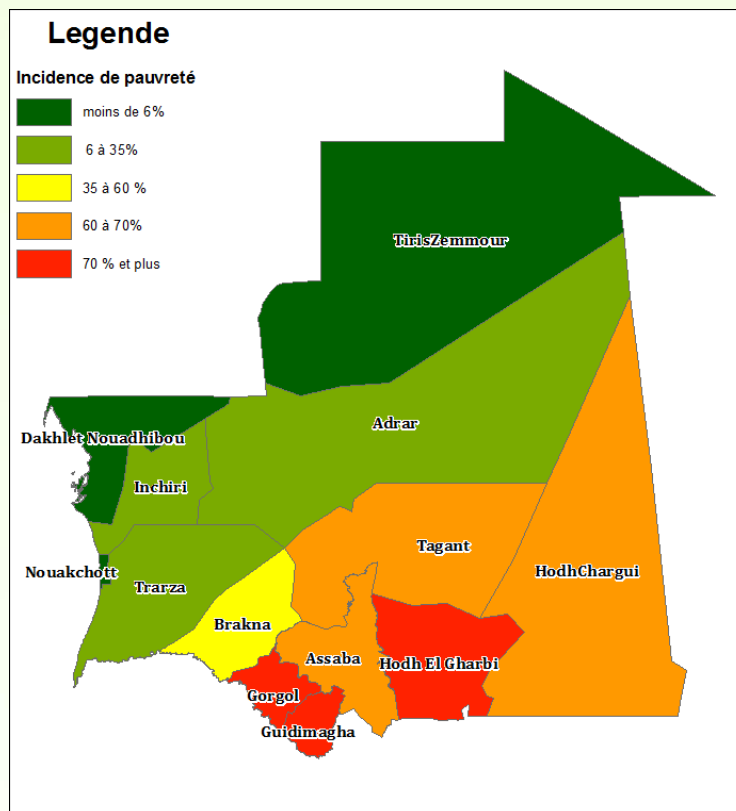 Legende
Incidence de pauvreté
moins de 6%
6 à 35%
35 à 60 %
60 à 70%
70 % et plus
TirisZemmour
Adrar
Dakhlet Nouadhibou
Inchiri
Tagant
Nouakchott
HodhChargui
Trarza
Brakna
Assaba
Hodh El Gharbi
Gorgol
Guidimagha